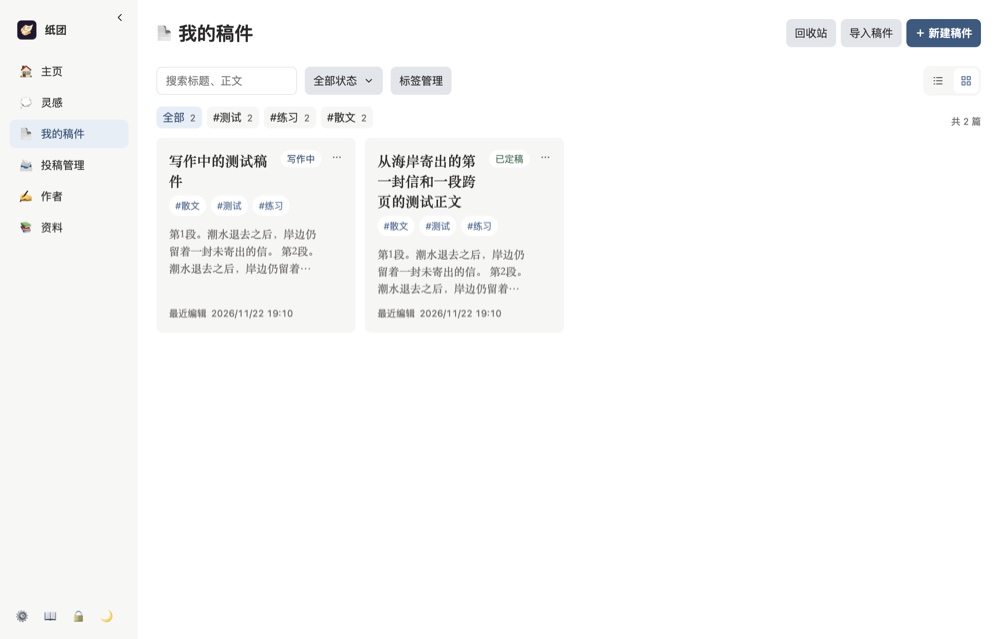 纸团
主页
灵感
我的稿件
投稿管理
作者
资料
我的稿件
回收站
导入稿件
+ 新建稿件
搜索标题、正文
全部状态
标签管理
全部 2
#测试 2
#练习 2
#散文 2
共 2 篇
写作中的测试稿
件
写作中
···
#散文 #测试 #练习
第1段。潮水退去之后，岸边仍
留着一封未寄出的信。 第2段。
潮水退去之后，岸边仍留着…
最近编辑 2026/11/22 19:10
从海岸寄出的第
一封信和一段跨
页的测试正文
已定稿
···
#散文 #测试 #练习
第1段。潮水退去之后，岸边仍
留着一封未寄出的信。 第2段。
潮水退去之后，岸边仍留着…
最近编辑 2026/11/22 19:10